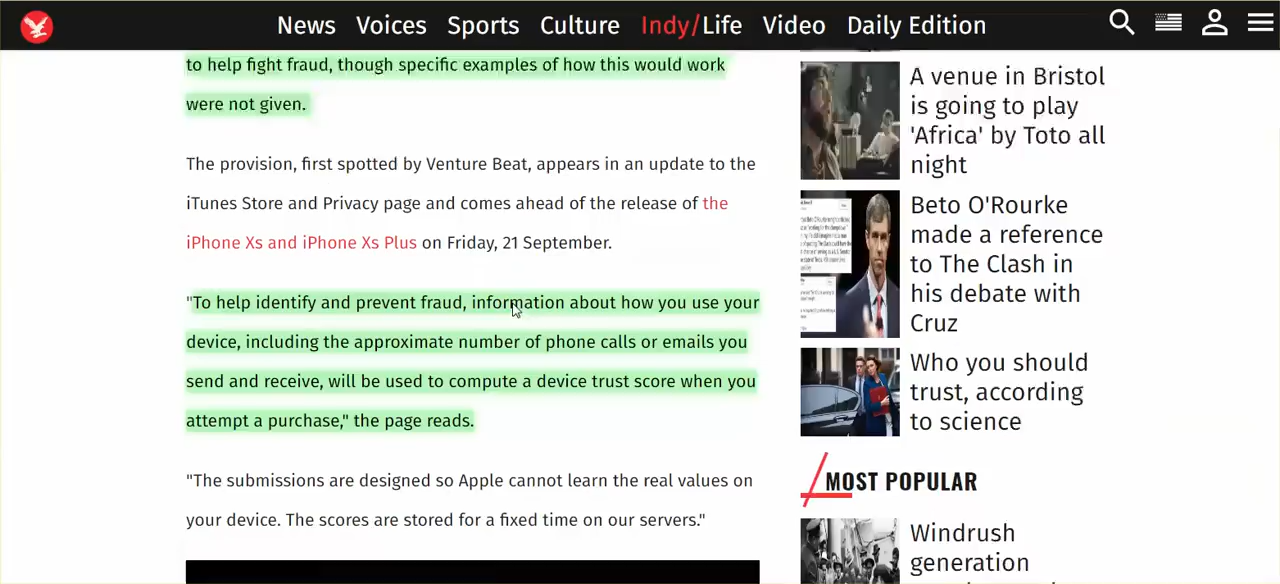 News Voices Sports Culture Indy/Life Video Daily Edition
to help fight fraud, though specific examples of how this would work
were not given.
The provision, first spotted by Venture Beat, appears in an update to the
iTunes Store and Privacy page and comes ahead of the release of the
iPhone Xs and iPhone Xs Plus on Friday, 21 September.
"To help identify and prevent fraud, information about how you use your
device, including the approximate number of phone calls or emails you
send and receive, will be used to compute a device trust score when you
attempt a purchase," the page reads.
"The submissions are designed so Apple cannot learn the real values on
your device. The scores are stored for a fixed time on our servers."
A venue in Bristol
is going to play
'Africa' by Toto all
night
Beto O'Rourke
made a reference
to The Clash in
his debate with
Cruz
Who you should
trust, according
to science
MOST POPULAR
Windrush
generation